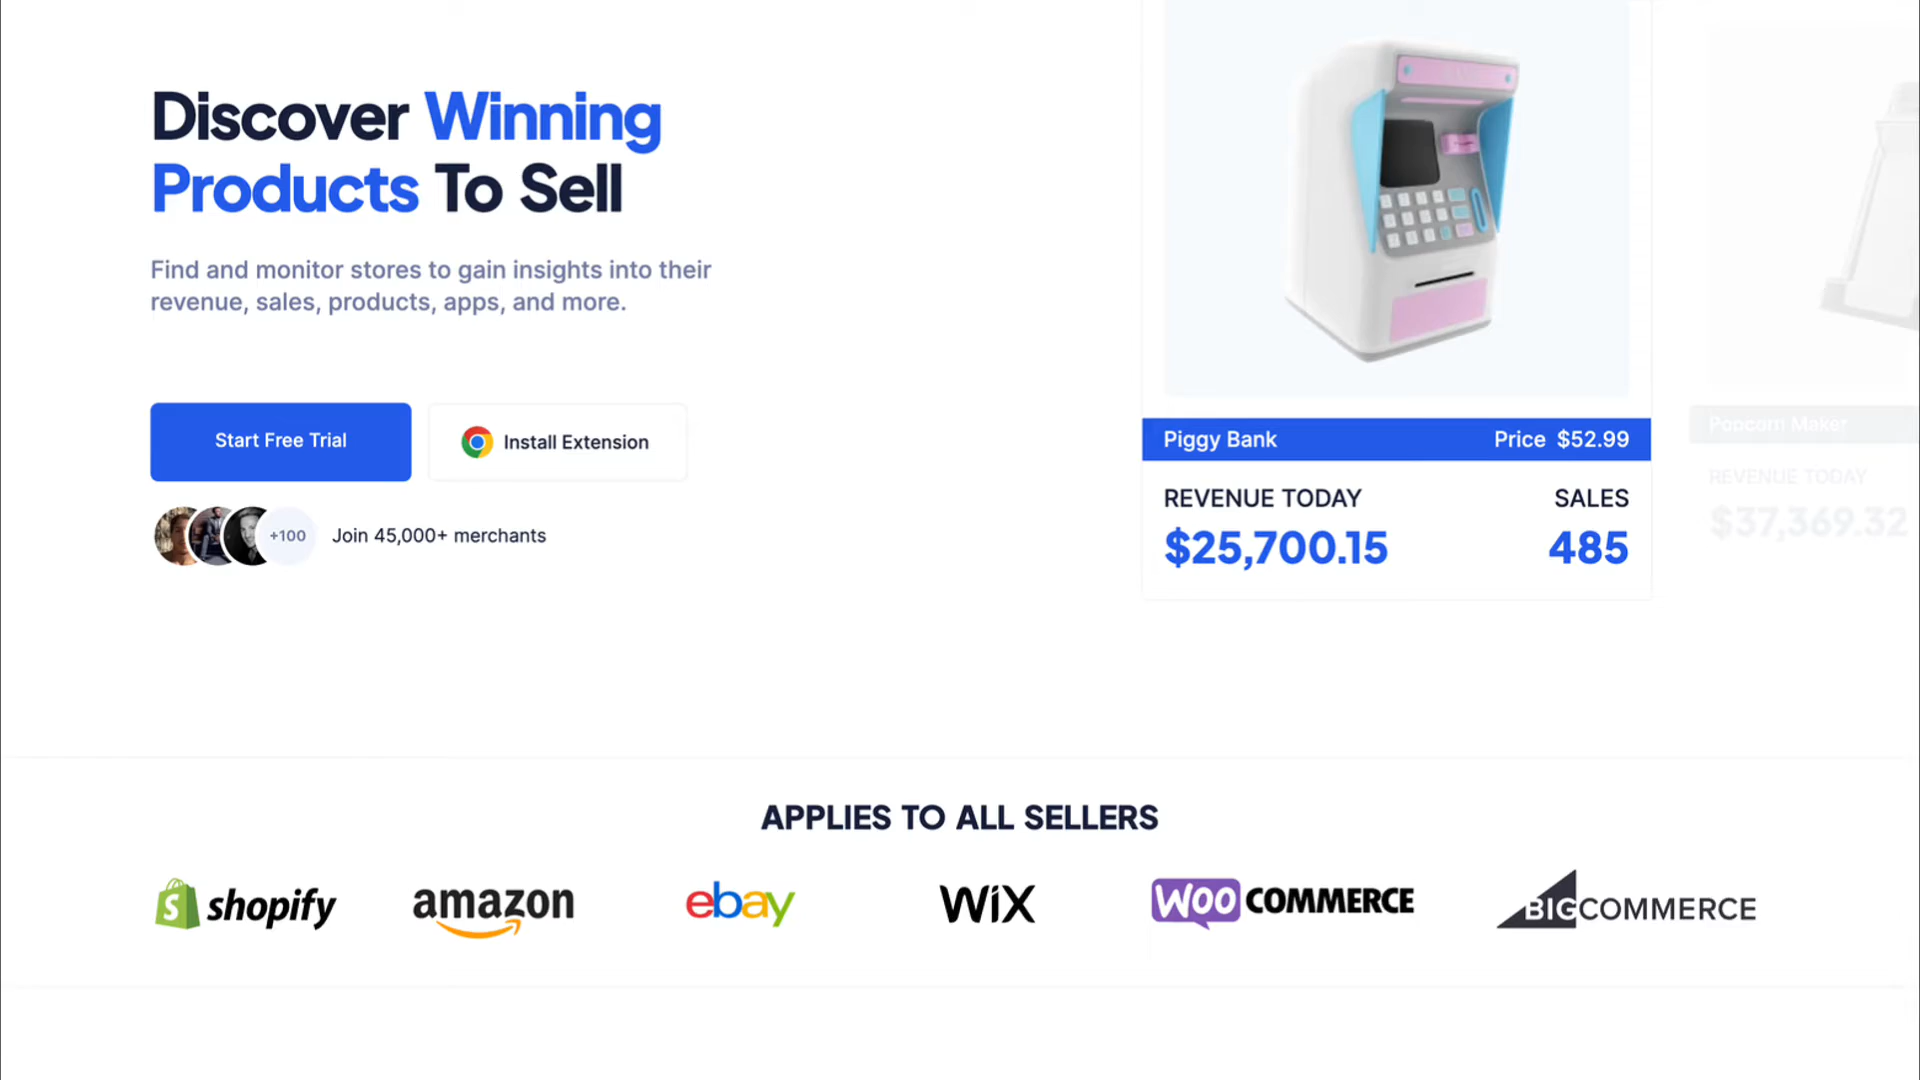 Discover Winning
Products To Sell
Find and monitor stores to gain insights into their
revenue, sales, products, apps, and more.
Start Free Trial
Install Extension
+100
Join 45,000+ merchants
Piggy Bank
Price $52.99
REVENUE TODAY
SALES
$25,700.15
485
Popcorn Maker
REVENUE TODAY
$37,369.32
APPLIES TO ALL SELLERS
shopify
amazon
ebay
WiX
WOO COMMERCE
BIGCOMMERCE